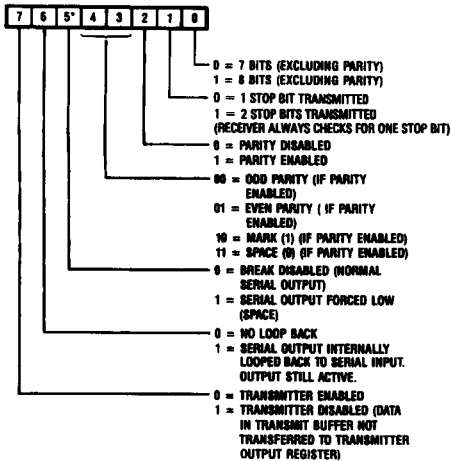 7 6 5* 4 3 2 1 0
0 = 7 BITS (EXCLUDING PARITY)
1 = 8 BITS (EXCLUDING PARITY)
0 = 1 STOP BIT TRANSMITTED
1 = 2 STOP BITS TRANSMITTED
(RECEIVER ALWAYS CHECKS FOR ONE STOP BIT)
0 = PARITY DISABLED
1 = PARITY ENABLED
00 = ODD PARITY (IF PARITY
ENABLED)
01 = EVEN PARITY ( IF PARITY
ENABLED)
10 = MARK (1) (IF PARITY ENABLED)
11 = SPACE (0) (IF PARITY ENABLED)
0 = BREAK DISABLED (NORMAL
SERIAL OUTPUT)
1 = SERIAL OUTPUT FORCED LOW
(SPACE)
0 = NO LOOP BACK
1 = SERIAL OUTPUT INTERNALLY
LOOPED BACK TO SERIAL INPUT.
OUTPUT STILL ACTIVE.
0 = TRANSMITTER ENABLED
1 = TRANSMITTER DISABLED (DATA
IN TRANSMIT BUFFER NOT
TRANSFERRED TO TRANSMITTER
OUTPUT REGISTER)